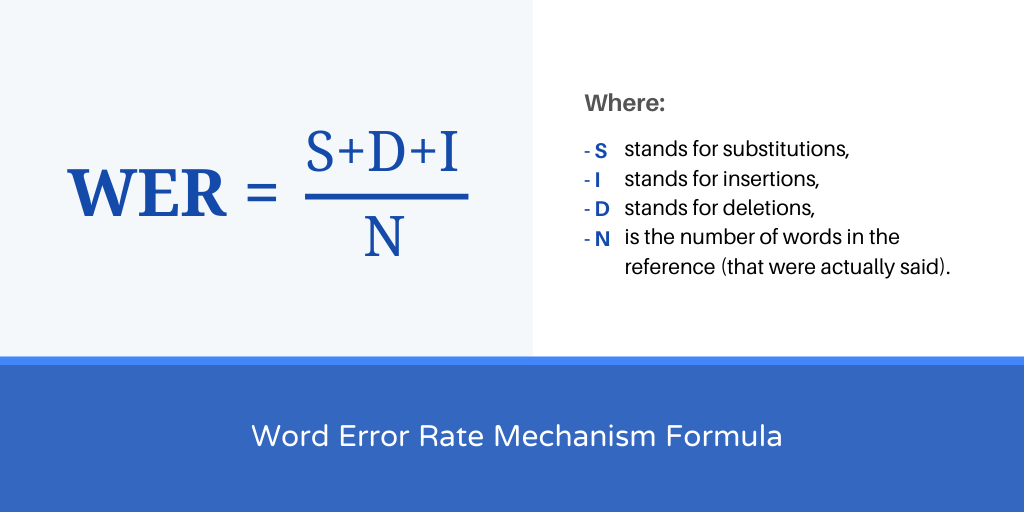 WER = S+D+I
N
Where:
- S stands for substitutions,
- I stands for insertions,
- D stands for deletions,
- N is the number of words in the
reference (that were actually said).
Word Error Rate Mechanism Formula